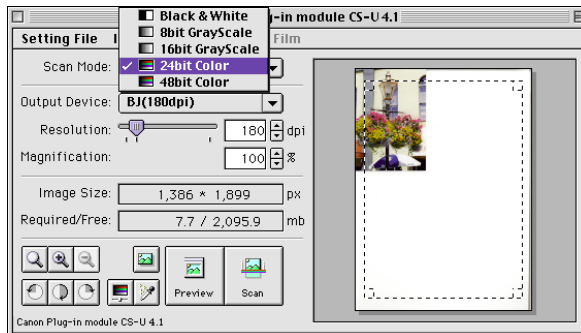 Plug-in module CS-U 4.1
Setting File
Film
Black & White
8bit GrayScale
16bit GrayScale
✓ 24bit Color
48bit Color
Scan Mode:
Output Device: BJ(180dpi)
Resolution: 180 dpi
Magnification: 100 %
Image Size: 1,386 * 1,899 px
Required/Free: 7.7 / 2,095.9 mb
Preview
Scan
Canon Plug-in module CS-U 4.1